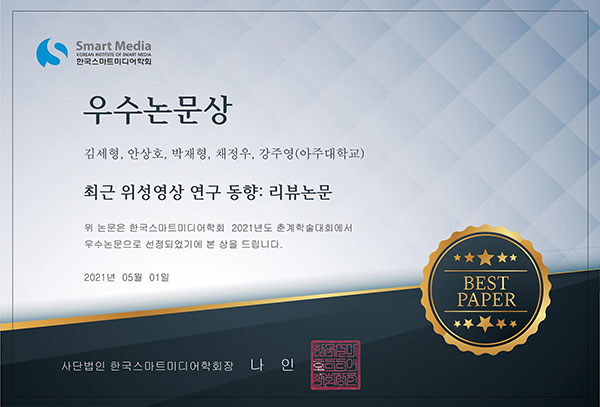 Smart Media
KOREAN INSTITUTE OF SMART MEDIA
한국스마트미디어학회
우수논문상
김세형, 안상호, 박재형, 채정우, 강주영(아주대학교)
최근 위성영상 연구 동향: 리뷰논문
위 논문은 한국스마트미디어학회 2021년도 춘계학술대회에서
우수논문으로 선정되었기에 본 상을 드립니다.
2021년 05월 01일
BEST
PAPER
사단법인 한국스마트미디어학회장 나 인 호